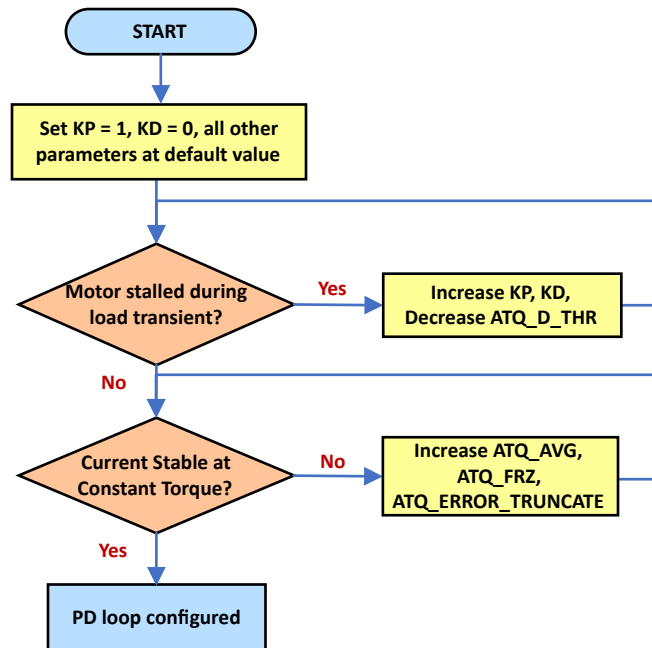 START
Set KP = 1, KD = 0, all other
parameters at default value
Motor stalled during
load transient?
Yes
Increase KP, KD,
Decrease ATQ_D_THR
No
Current Stable at
Constant Torque?
No
Increase ATQ_AVG,
ATQ_FRZ,
ATQ_ERROR_TRUNCATE
Yes
PD loop configured